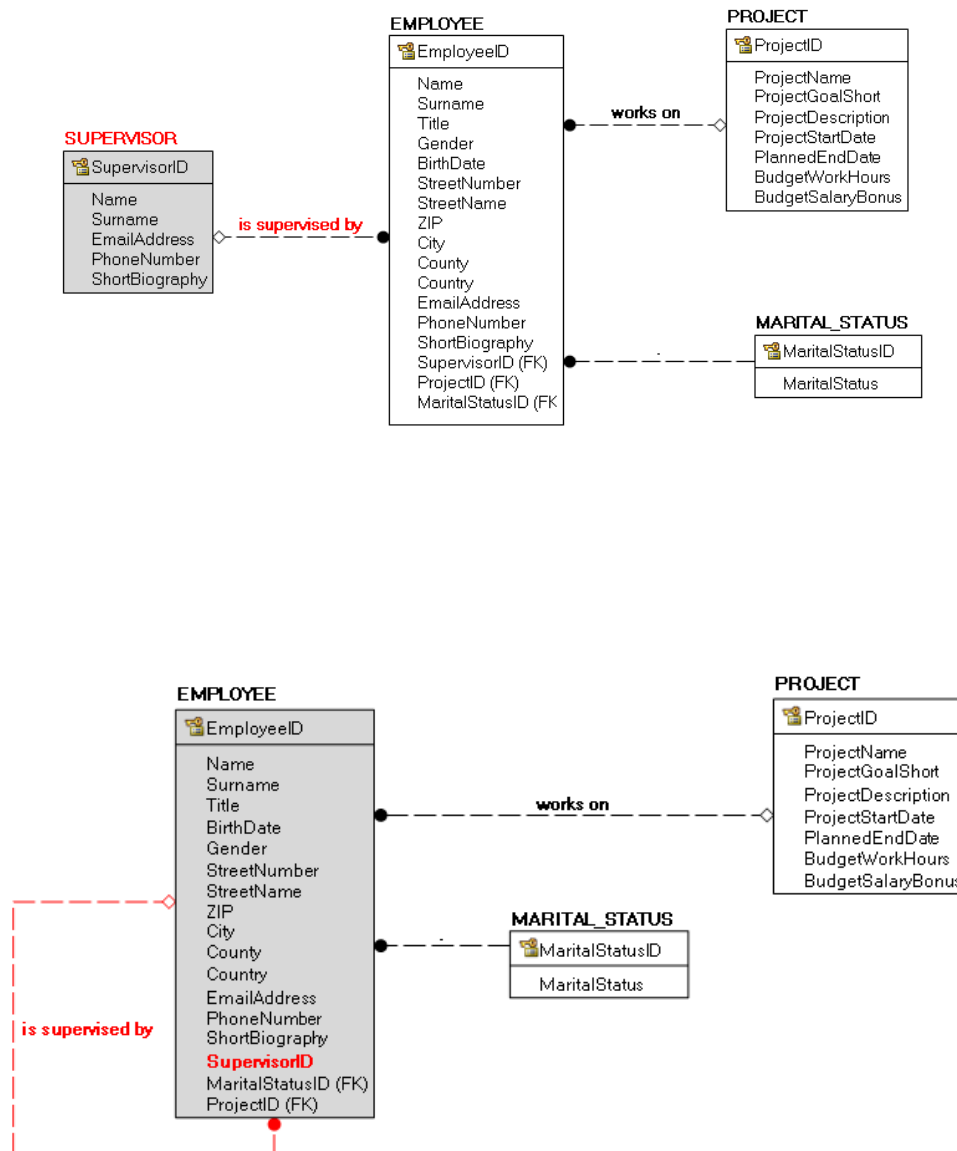 EMPLOYEE
EmployeeID
Name
Surname
Title
Gender
BirthDate
StreetNumber
StreetName
ZIP
City
County
Country
EmailAddress
PhoneNumber
ShortBiography
SupervisorID (FK)
ProjectID (FK)
MaritalStatusID (FK
PROJECT
ProjectID
ProjectName
ProjectGoalShort
ProjectDescription
ProjectStartDate
PlannedEndDate
BudgetWorkHours
BudgetSalaryBonus
works on
SUPERVISOR
SupervisorID
Name
Surname
EmailAddress
PhoneNumber
ShortBiography
is supervised by
MARITAL_STATUS
MaritalStatusID
MaritalStatus
EMPLOYEE
EmployeeID
Name
Surname
Title
BirthDate
Gender
StreetNumber
StreetName
ZIP
City
County
Country
EmailAddress
PhoneNumber
ShortBiography
SupervisorID
MaritalStatusID (FK)
ProjectID (FK)
PROJECT
ProjectID
ProjectName
ProjectGoalShort
ProjectDescription
ProjectStartDate
PlannedEndDate
BudgetWorkHours
BudgetSalaryBonus
works on
MARITAL_STATUS
MaritalStatusID
MaritalStatus
is supervised by